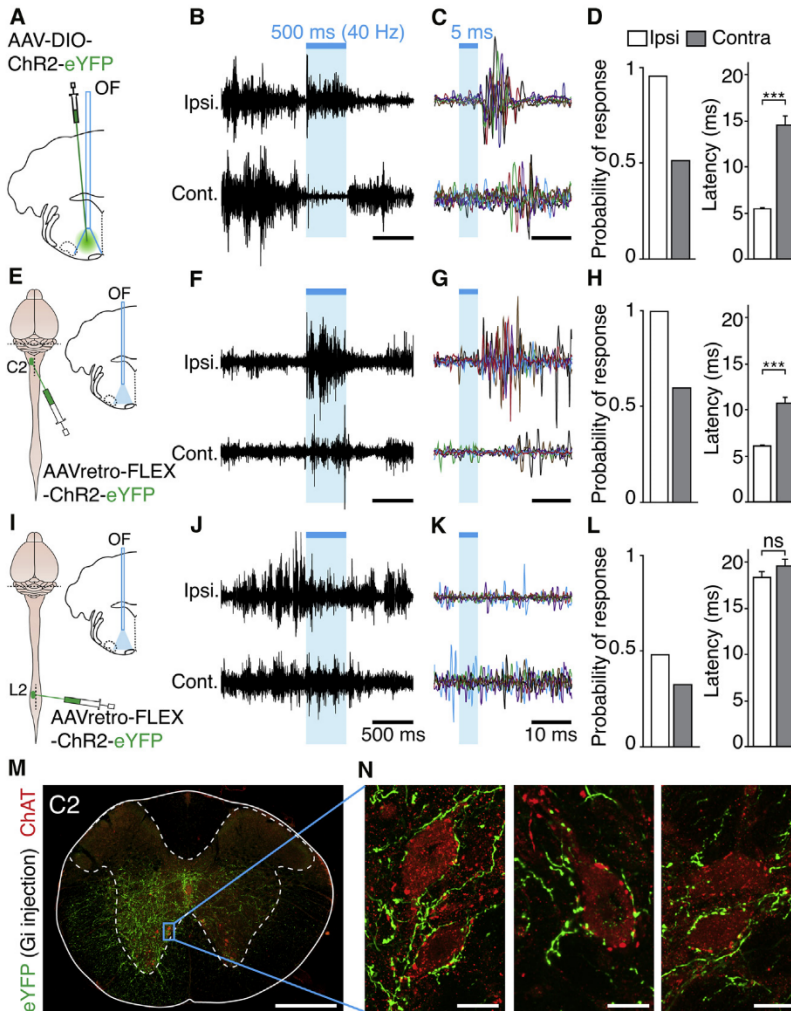 A
AAV-DIO-
ChR2-eYFP
OF
B
500 ms (40 Hz)
Ipsi.
Cont.
C
5 ms
D
Ipsi
Contra
Probability of response
1
0.5
0
Latency (ms)
20
15
10
5
0
***
E
OF
C2
AAVretro-FLEX
-ChR2-eYFP
F
Ipsi.
Cont.
G
H
Probability of response
1
0.5
0
Latency (ms)
20
15
10
5
0
***
I
OF
L2
AAVretro-FLEX
-ChR2-eYFP
J
Ipsi.
Cont.
500 ms
K
10 ms
L
Probability of response
1
0.5
0
Latency (ms)
20
15
10
5
0
ns
M
eYFP (Gi injection) ChAT
C2
N